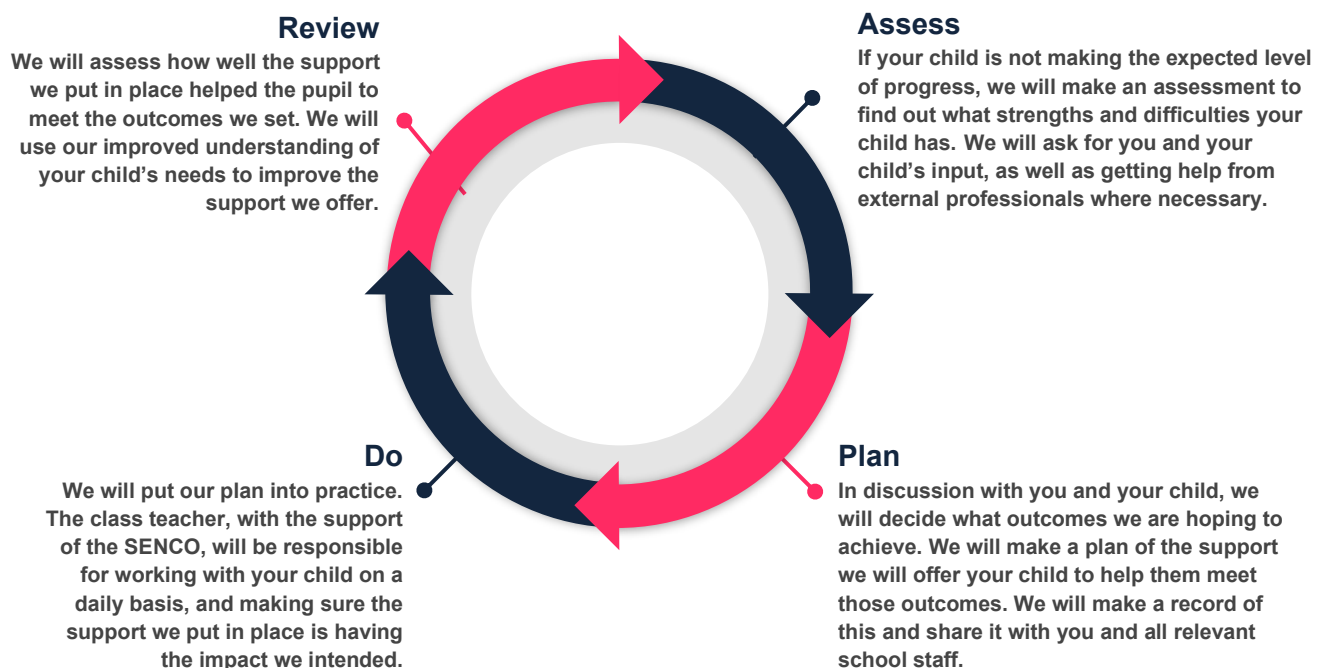 Review
We will assess how well the support
we put in place helped the pupil to
meet the outcomes we set. We will
use our improved understanding of
your child’s needs to improve the
support we offer.
Assess
If your child is not making the expected level
of progress, we will make an assessment to
find out what strengths and difficulties your
child has. We will ask for you and your
child’s input, as well as getting help from
external professionals where necessary.
Do
We will put our plan into practice.
The class teacher, with the support
of the SENCO, will be responsible
for working with your child on a
daily basis, and making sure the
support we put in place is having
the impact we intended.
Plan
In discussion with you and your child, we
will decide what outcomes we are hoping to
achieve. We will make a plan of the support
we will offer your child to help them meet
those outcomes. We will make a record of
this and share it with you and all relevant
school staff.